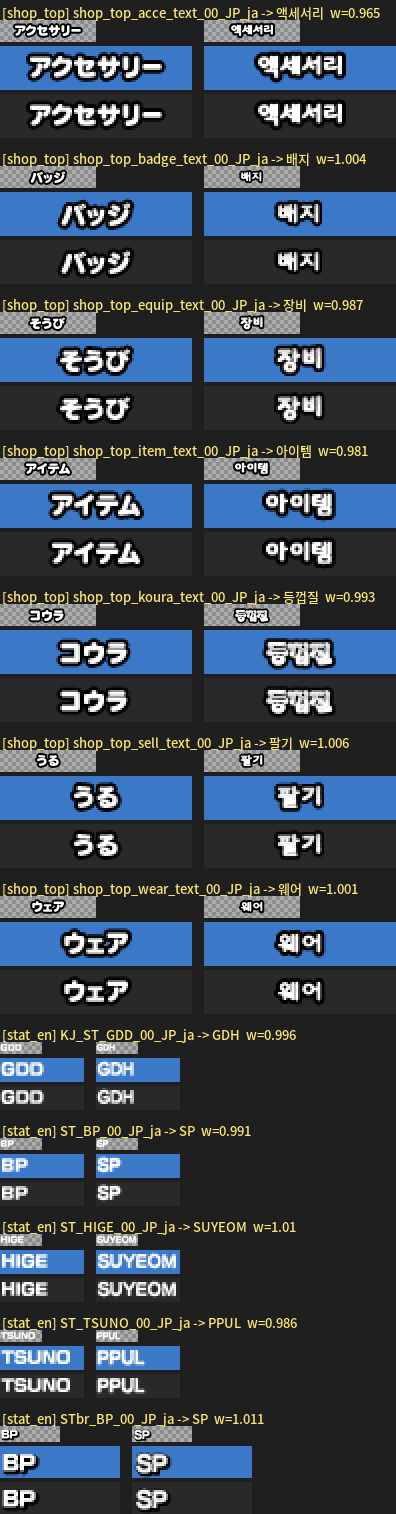 [shop_top] shop_top_acce_text_00_JP_ja -> 액세서리 w=0.965
アクセサリー 액세서리
アクセサリー 액세서리
アクセサリー 액세서리
[shop_top] shop_top_badge_text_00_JP_ja -> 배지 w=1.004
バッジ 배지
バッジ 배지
バッジ 배지
[shop_top] shop_top_equip_text_00_JP_ja -> 장비 w=0.987
そうび 장비
そうび 장비
そうび 장비
[shop_top] shop_top_item_text_00_JP_ja -> 아이템 w=0.981
アイテム 아이템
アイテム 아이템
アイテム 아이템
[shop_top] shop_top_koura_text_00_JP_ja -> 등껍질 w=0.993
コウラ 등껍질
コウラ 등껍질
コウラ 등껍질
[shop_top] shop_top_sell_text_00_JP_ja -> 팔기 w=1.006
うる 팔기
うる 팔기
うる 팔기
[shop_top] shop_top_wear_text_00_JP_ja -> 웨어 w=1.001
ウェア 웨어
ウェア 웨어
ウェア 웨어
[stat_en] KJ_ST_GDD_00_JP_ja -> GDH w=0.996
GDD GDH
GDD GDH
GDD GDH
[stat_en] ST_BP_00_JP_ja -> SP w=0.991
BP SP
BP SP
BP SP
[stat_en] ST_HIGE_00_JP_ja -> SUYEOM w=1.01
HIGE SUYEOM
HIGE SUYEOM
HIGE SUYEOM
[stat_en] ST_TSUNO_00_JP_ja -> PPUL w=0.986
TSUNO PPUL
TSUNO PPUL
TSUNO PPUL
[stat_en] STbr_BP_00_JP_ja -> SP w=1.011
BP SP
BP SP
BP SP